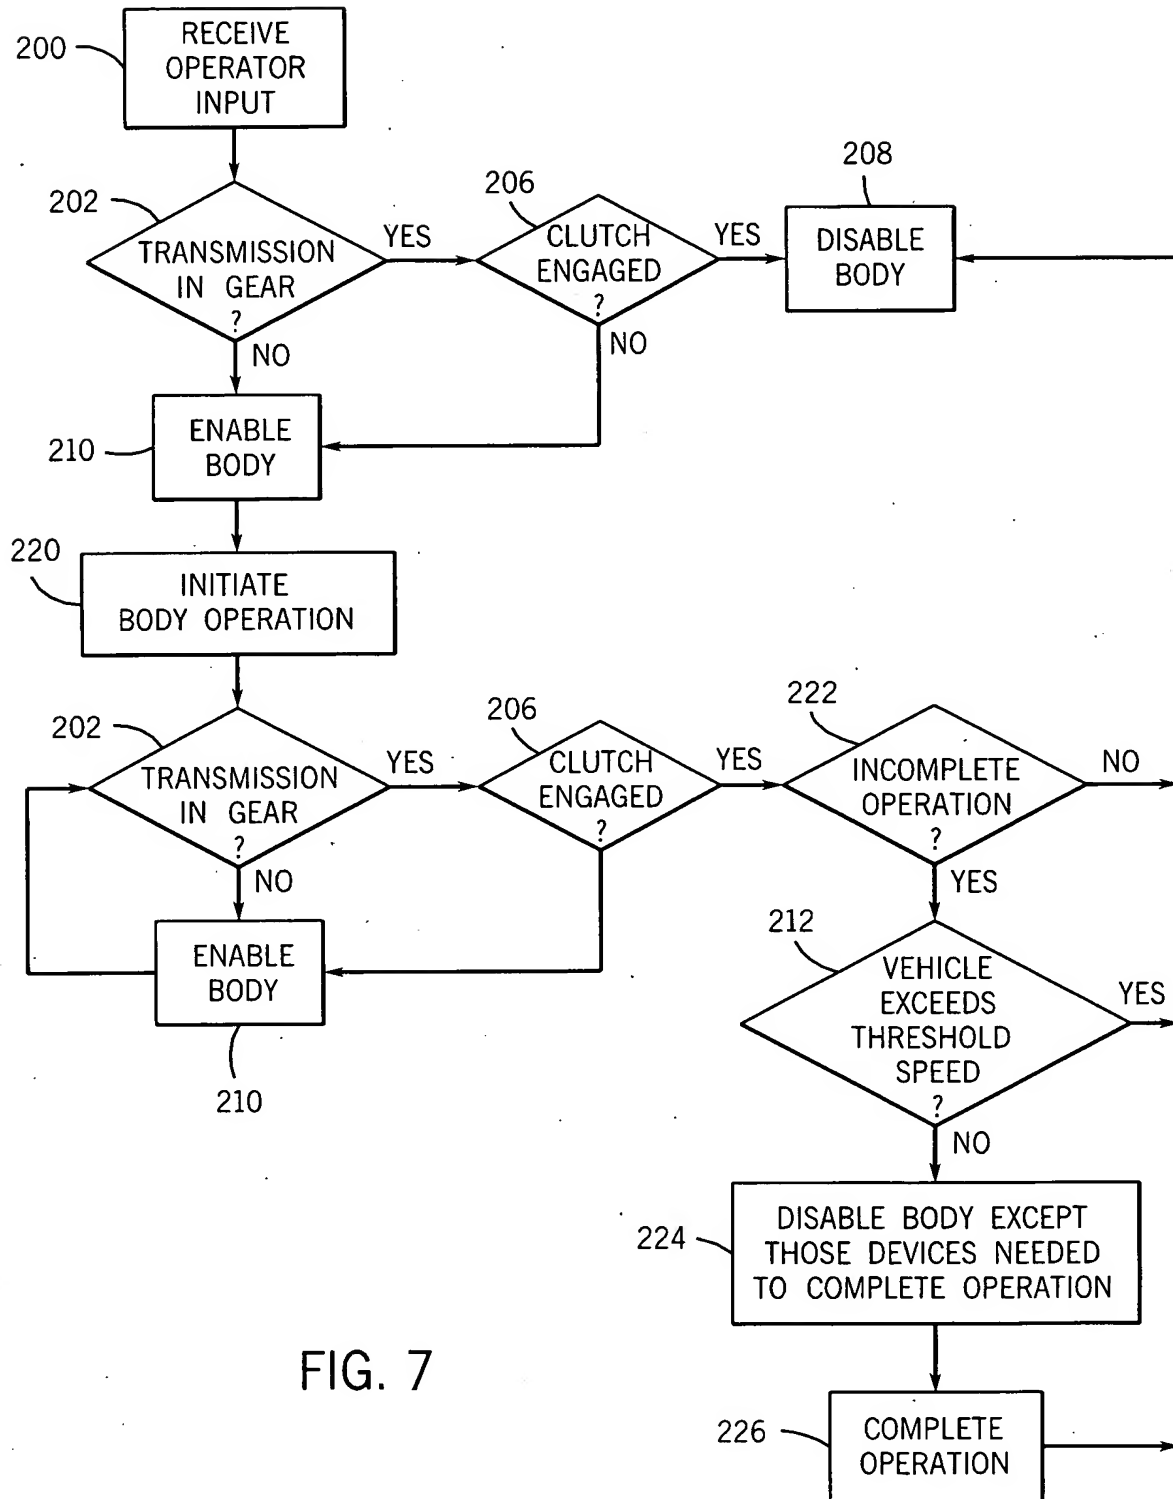 200
RECEIVE
OPERATOR
INPUT
202
TRANSMISSION
IN GEAR
?
YES
NO
206
CLUTCH
ENGAGED
?
YES
NO
208
DISABLE
BODY
210
ENABLE
BODY
220
INITIATE
BODY OPERATION
202
TRANSMISSION
IN GEAR
?
YES
NO
206
CLUTCH
ENGAGED
?
YES
222
INCOMPLETE
OPERATION
?
NO
YES
ENABLE
BODY
210
212
VEHICLE
EXCEEDS
THRESHOLD
SPEED
?
YES
NO
224
DISABLE BODY EXCEPT
THOSE DEVICES NEEDED
TO COMPLETE OPERATION
226
COMPLETE
OPERATION
FIG. 7